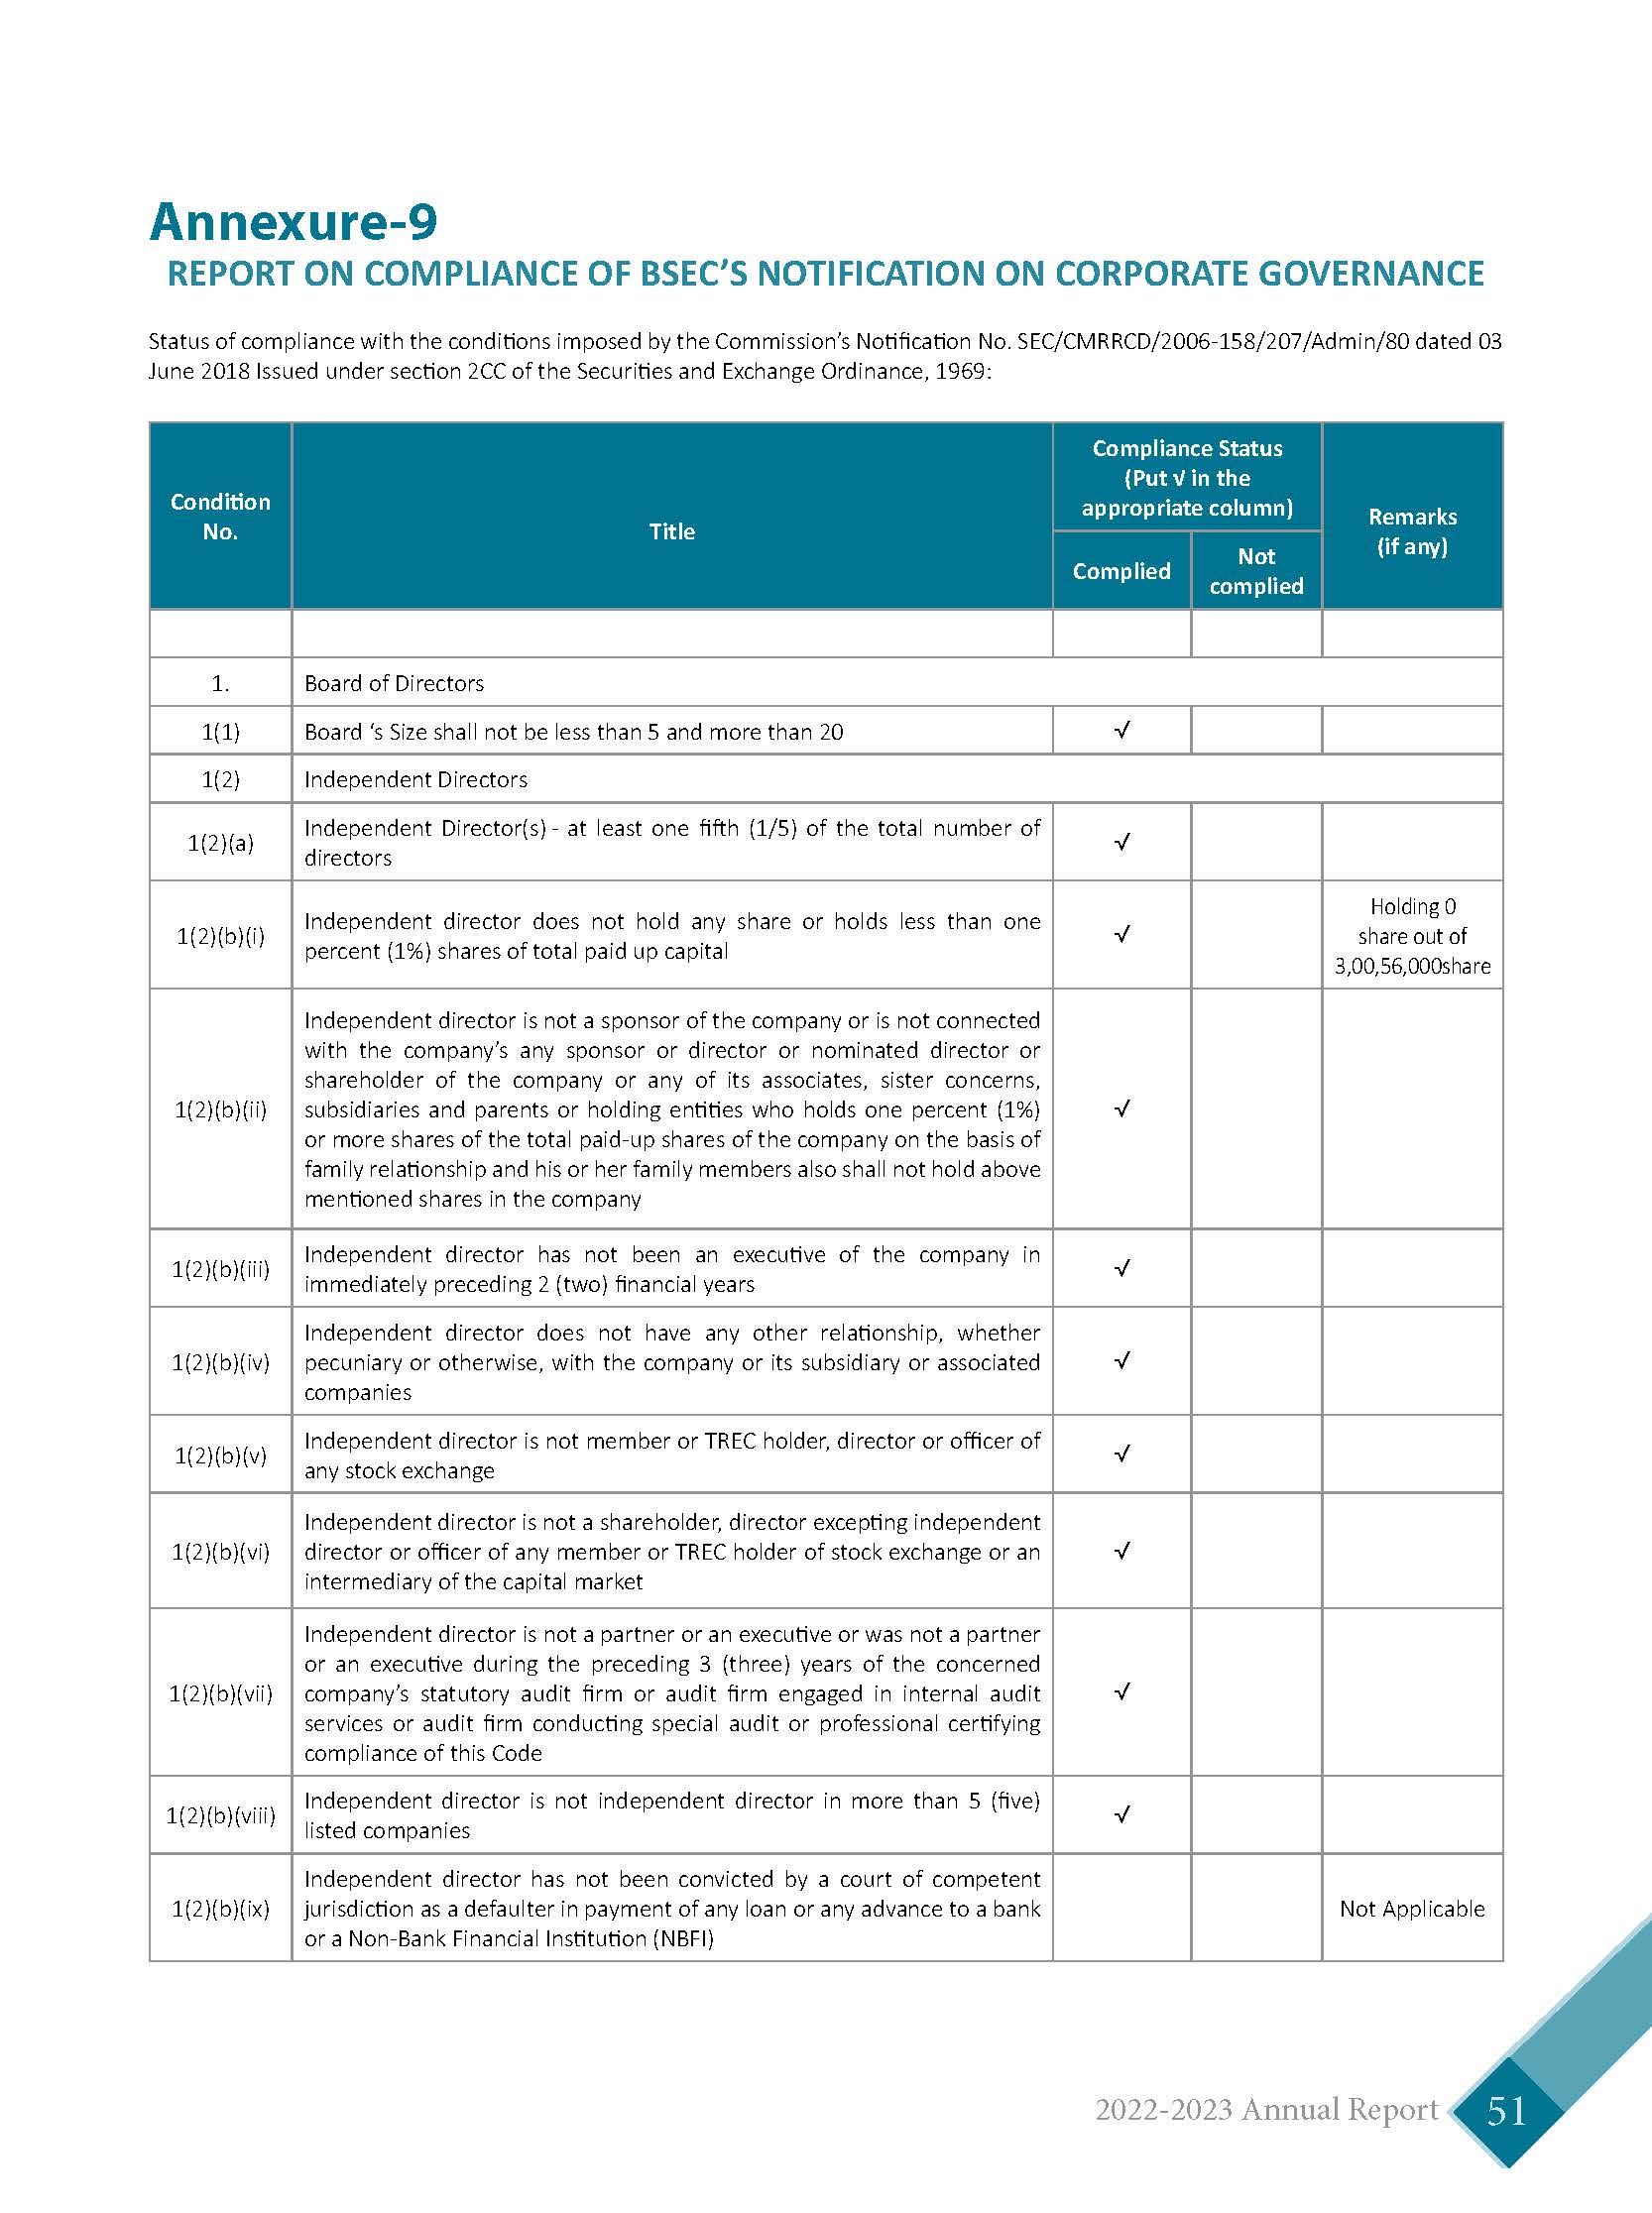 Annexure-9
REPORT ON COMPLIANCE OF BSEC’S NOTIFICATION ON CORPORATE GOVERNANCE
Status of compliance with the conditions imposed by the Commission’s Notification No. SEC/CMRRCD/2006-158/207/Admin/80 dated 03
June 2018 Issued under section 2CC of the Securities and Exchange Ordinance, 1969:
Condition
No.
Title
Compliance Status
(Put √ in the
appropriate column)
Complied
Not
complied
Remarks
(if any)
1.
Board of Directors
1(1)
Board ‘s Size shall not be less than 5 and more than 20
√
1(2)
Independent Directors
1(2)(a)
Independent Director(s) - at least one fifth (1/5) of the total number of
directors
√
1(2)(b)(i)
Independent director does not hold any share or holds less than one
percent (1%) shares of total paid up capital
√
Holding 0
share out of
3,00,56,000share
1(2)(b)(ii)
Independent director is not a sponsor of the company or is not connected
with the company’s any sponsor or director or nominated director or
shareholder of the company or any of its associates, sister concerns,
subsidiaries and parents or holding entities who holds one percent (1%)
or more shares of the total paid-up shares of the company on the basis of
family relationship and his or her family members also shall not hold above
mentioned shares in the company
√
1(2)(b)(iii)
Independent director has not been an executive of the company in
immediately preceding 2 (two) financial years
√
1(2)(b)(iv)
Independent director does not have any other relationship, whether
pecuniary or otherwise, with the company or its subsidiary or associated
companies
√
1(2)(b)(v)
Independent director is not member or TREC holder, director or officer of
any stock exchange
√
1(2)(b)(vi)
Independent director is not a shareholder, director excepting independent
director or officer of any member or TREC holder of stock exchange or an
intermediary of the capital market
√
1(2)(b)(vii)
Independent director is not a partner or an executive or was not a partner
or an executive during the preceding 3 (three) years of the concerned
company’s statutory audit firm or audit firm engaged in internal audit
services or audit firm conducting special audit or professional certifying
compliance of this Code
√
1(2)(b)(viii)
Independent director is not independent director in more than 5 (five)
listed companies
√
1(2)(b)(ix)
Independent director has not been convicted by a court of competent
jurisdiction as a defaulter in payment of any loan or any advance to a bank
or a Non-Bank Financial Institution (NBFI)
Not Applicable
2022-2023 Annual Report
51